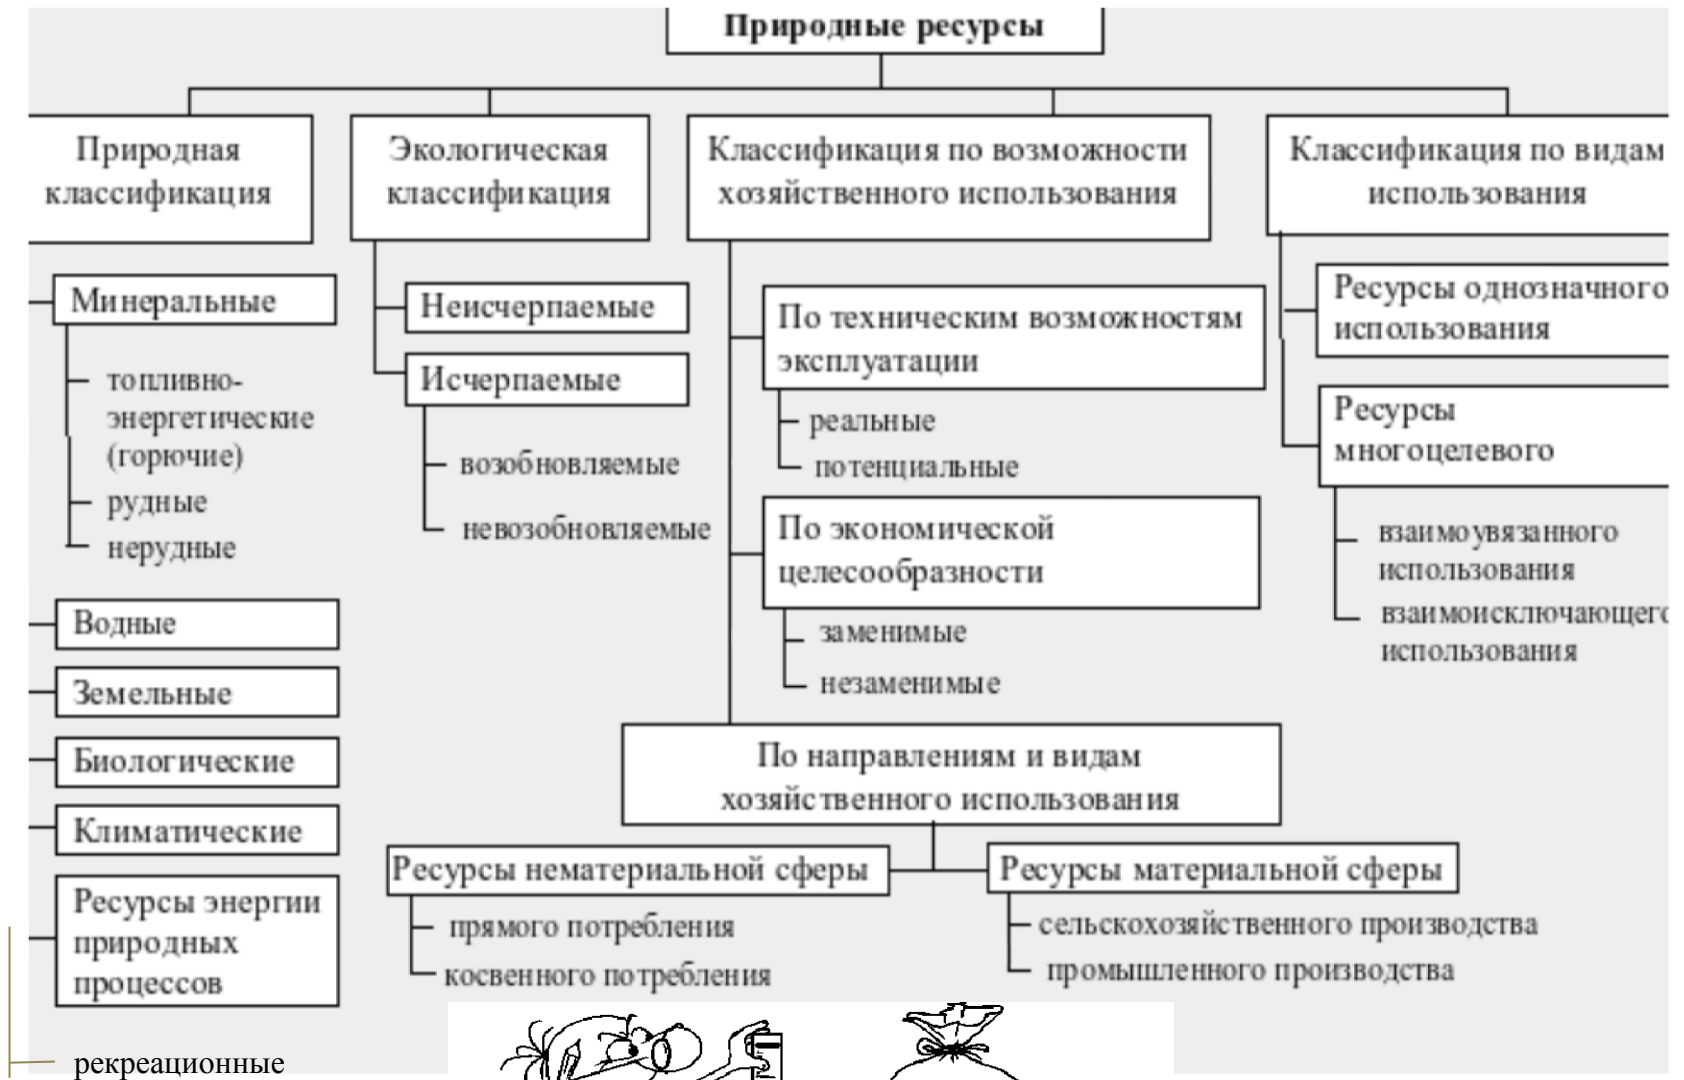 Природные ресурсы
Природная
классификация
Минеральные
топливно-
энергетические
(горючие)
рудные
нерудные
Водные
Земельные
Биологические
Климатические
Ресурсы энергии
природных
процессов
рекреационные
Экологическая
классификация
Неисчерпаемые
Исчерпаемые
возобновляемые
невозобновляемые
Классификация по возможности
хозяйственного использования
По техническим возможностям
эксплуатации
реальные
потенциальные
По экономической
целесообразности
заменимые
незаменимые
По направлениям и видам
хозяйственного использования
Ресурсы нематериальной сферы
прямого потребления
косвенного потребления
Ресурсы материальной сферы
сельскохозяйственного производства
промышленного производства
Классификация по видам
использования
Ресурсы однозначного
использования
Ресурсы
многоцелевого
взаимоувязанного
использования
взаимоисключающего
использования